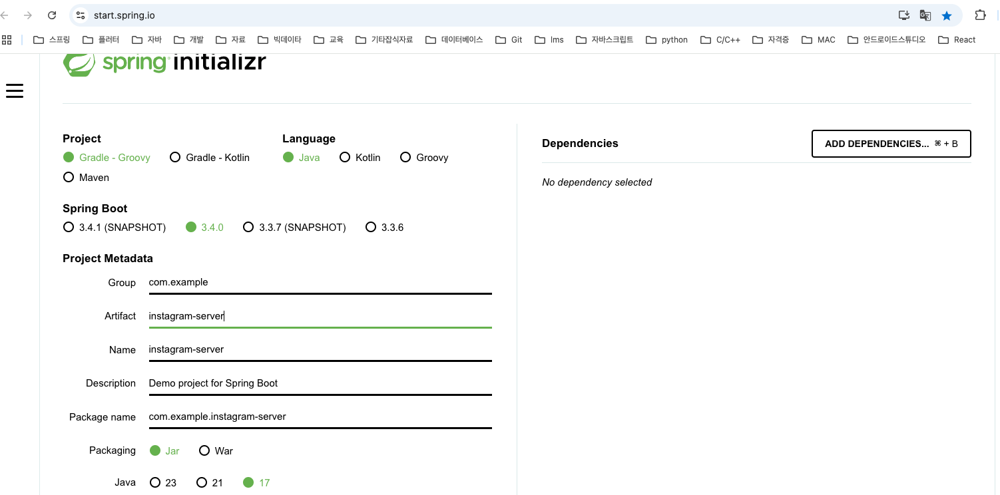 start.spring.io
스프링 플러터 자바 개발 자료 빅데이타 교육 기타잡식자료 데이터베이스 Git lms 자바스크립트 python C/C++ 자격증 MAC 안드로이드스튜디오 React
spring initializr
Project
Gradle - Groovy Gradle - Kotlin
Maven
Language
Java Kotlin Groovy
Spring Boot
3.4.1 (SNAPSHOT) 3.4.0 3.3.7 (SNAPSHOT) 3.3.6
Project Metadata
Group com.example
Artifact instagram-server
Name instagram-server
Description Demo project for Spring Boot
Package name com.example.instagram-server
Packaging Jar War
Java 23 21 17
Dependencies ADD DEPENDENCIES... ⌘ + B
No dependency selected